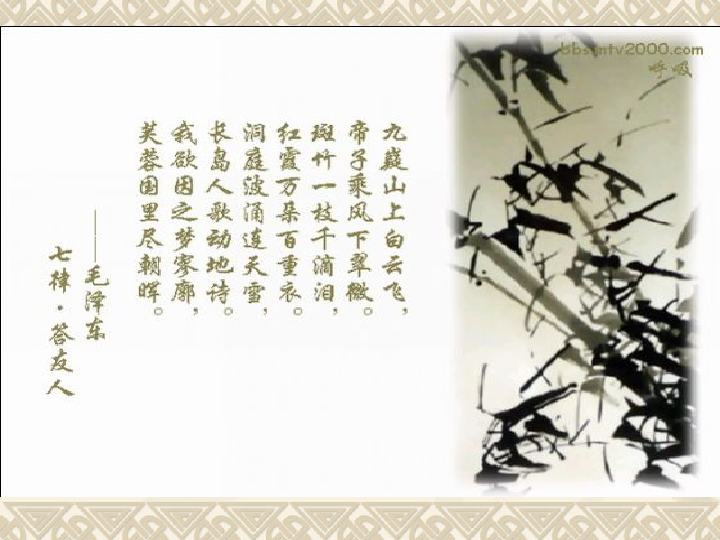 呼吸
九嶷山上白云飞，
帝子乘风下翠微。
斑竹一枝千滴泪，
红霞万朵百重衣。
洞庭波涌连天雪，
长岛人歌动地诗。
我欲因之梦寥廓，
芙蓉国里尽朝晖。
——毛泽东
七律·答友人